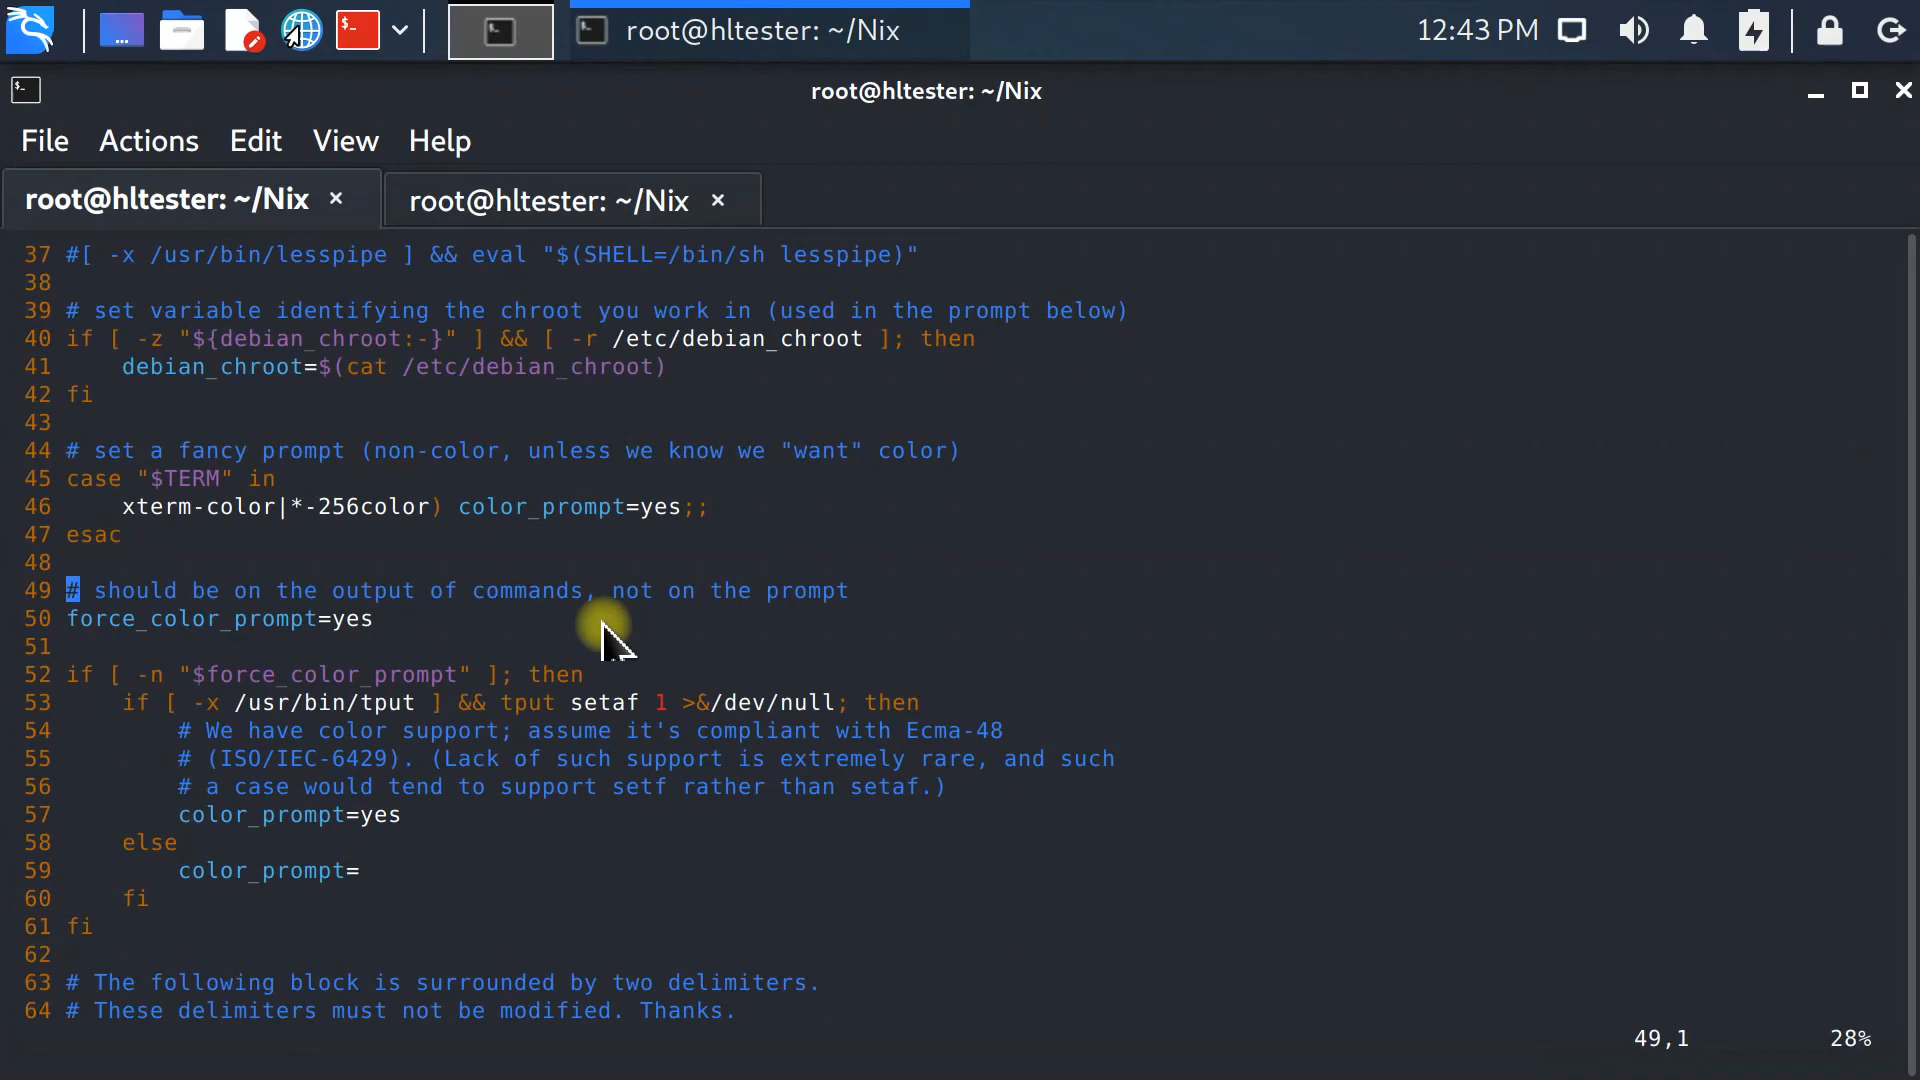 root@hltester: ~/Nix
12:43 PM
root@hltester: ~/Nix
File Actions Edit View Help
root@hltester: ~/Nix × root@hltester: ~/Nix ×
37 #[ -x /usr/bin/lesspipe ] && eval "$(SHELL=/bin/sh lesspipe)"
38
39 # set variable identifying the chroot you work in (used in the prompt below)
40 if [ -z "${debian_chroot:-}" ] && [ -r /etc/debian_chroot ]; then
41     debian_chroot=$(cat /etc/debian_chroot)
42 fi
43
44 # set a fancy prompt (non-color, unless we know we "want" color)
45 case "$TERM" in
46     xterm-color|*-256color) color_prompt=yes;;
47 esac
48
49 # should be on the output of commands, not on the prompt
50 force_color_prompt=yes
51
52 if [ -n "$force_color_prompt" ]; then
53     if [ -x /usr/bin/tput ] && tput setaf 1 >&/dev/null; then
54         # We have color support; assume it's compliant with Ecma-48
55         # (ISO/IEC-6429). (Lack of such support is extremely rare, and such
56         # a case would tend to support setf rather than setaf.)
57         color_prompt=yes
58     else
59         color_prompt=
60     fi
61 fi
62
63 # The following block is surrounded by two delimiters.
64 # These delimiters must not be modified. Thanks.
49,1 28%